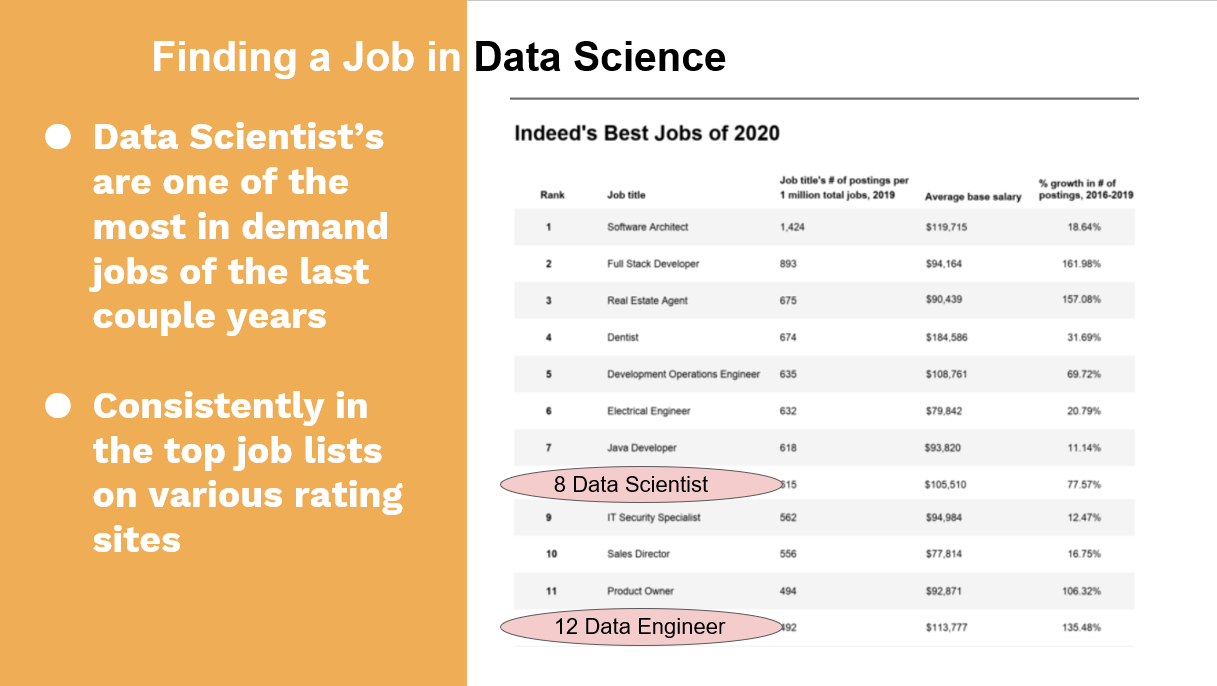 Finding a Job in Data Science
● Data Scientist’s
are one of the
most in demand
jobs of the last
couple years
● Consistently in
the top job lists
on various rating
sites
Indeed's Best Jobs of 2020
Rank Job title Job title's # of postings per 1 million total jobs, 2019 Average base salary % growth in # of postings, 2016-2019
1 Software Architect 1,424 $119,715 18.64%
2 Full Stack Developer 893 $94,164 161.98%
3 Real Estate Agent 675 $90,439 157.08%
4 Dentist 674 $184,586 31.69%
5 Development Operations Engineer 635 $108,761 69.72%
6 Electrical Engineer 632 $79,842 20.79%
7 Java Developer 618 $93,820 11.14%
8 Data Scientist 615 $105,510 77.57%
9 IT Security Specialist 562 $94,984 12.47%
10 Sales Director 556 $77,814 16.75%
11 Product Owner 494 $92,871 106.32%
12 Data Engineer 492 $113,777 135.48%